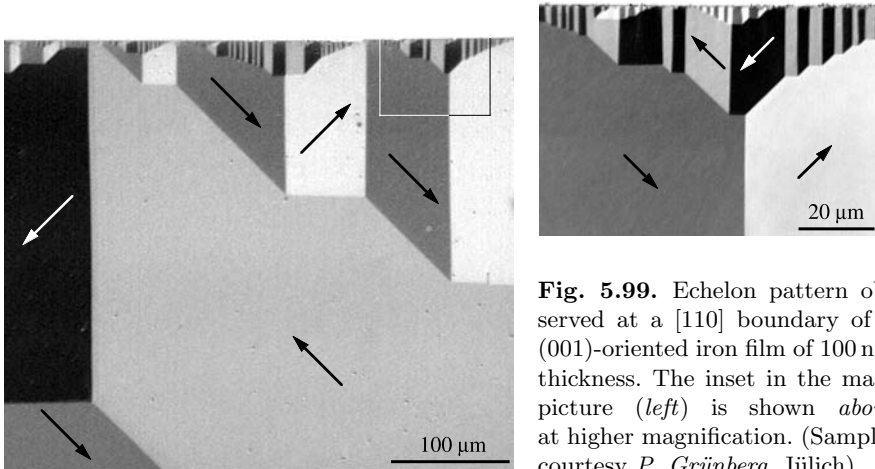 20 µm
100 µm
Fig. 5.99. Echelon pattern ob
served at a [110] boundary of
(001)-oriented iron film of 100 n
thickness. The inset in the ma
picture (left) is shown abov
at higher magnification. (Sampl
courtesy P. Grünberg, Jülich)